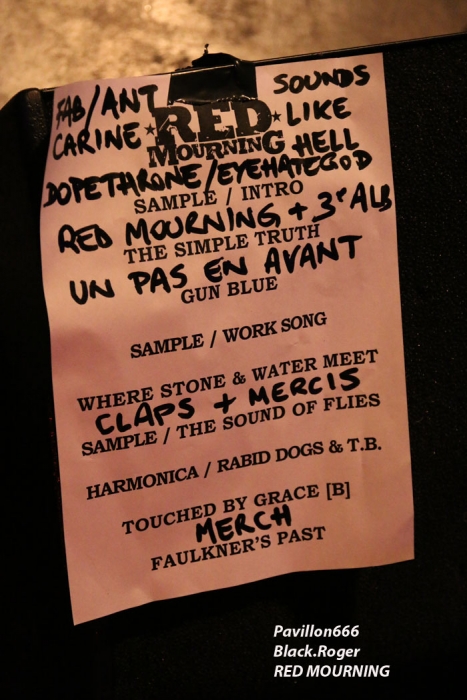 FAB/ANT SOUNDS
CARINE RED LIKE
MOURNING HELL
DOPETHRONE/EYEHATEGOD
SAMPLE / INTRO
RED MOURNING + 3e ALB
THE SIMPLE TRUTH
UN PAS EN AVANT
GUN BLUE
SAMPLE / WORK SONG
WHERE STONE & WATER MEET
CLAPS + MERCIS
SAMPLE / THE SOUND OF FLIES
HARMONICA / RABID DOGS & T.B.
TOUCHED BY GRACE [B]
MERCH
FAULKNER'S PAST
Pavillon666
Black.Roger
RED MOURNING